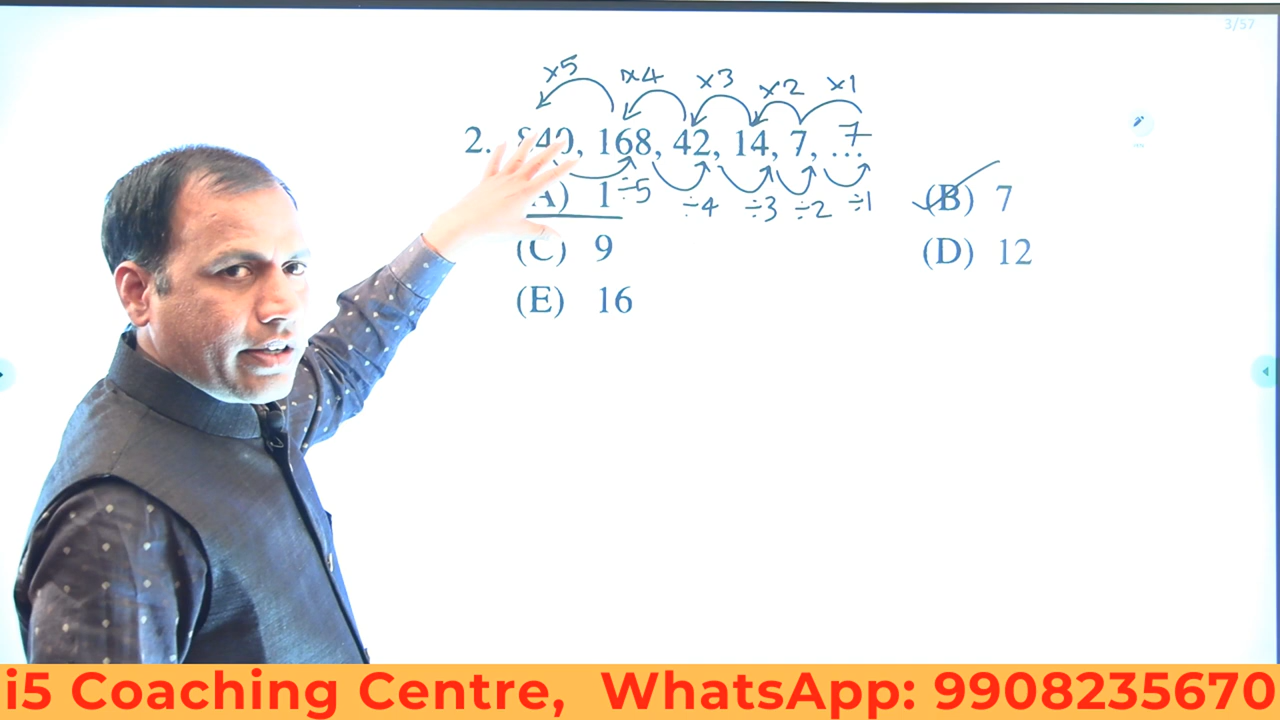 3/57
×5 ×4 ×3 ×2 ×1
2. 840, 168, 42, 14, 7, ... 7
÷5 ÷4 ÷3 ÷2 ÷1
(A) 1 (B) 7
(C) 9 (D) 12
(E) 16
i5 Coaching Centre, WhatsApp: 9908235670